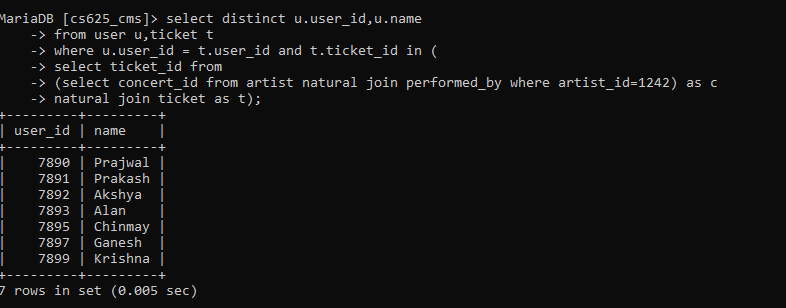 MariaDB [cs625_cms]> select distinct u.user_id,u.name
    -> from user u,ticket t
    -> where u.user_id = t.user_id and t.ticket_id in (
    -> select ticket_id from
    -> (select concert_id from artist natural join performed_by where artist_id=1242) as c
    -> natural join ticket as t);
+---------+---------+
| user_id | name    |
+---------+---------+
|    7890 | Prajwal |
|    7891 | Prakash |
|    7892 | Akshya  |
|    7893 | Alan    |
|    7895 | Chinmay |
|    7897 | Ganesh  |
|    7899 | Krishna |
+---------+---------+
7 rows in set (0.005 sec)